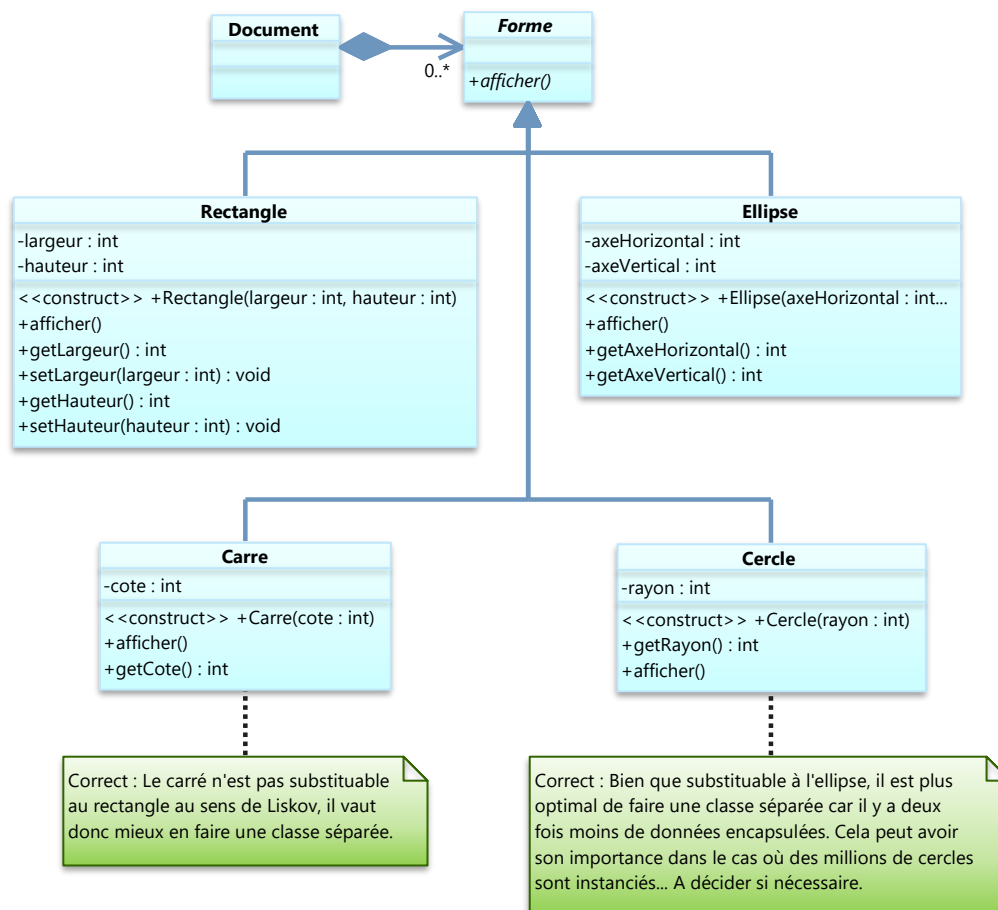 Document
Forme
0..*
+afficher()
Rectangle
-largeur : int
-hauteur : int
<<construct>> +Rectangle(largeur : int, hauteur : int)
+afficher()
+getLargeur() : int
+setLargeur(largeur : int) : void
+getHauteur() : int
+setHauteur(hauteur : int) : void
Ellipse
-axeHorizontal : int
-axeVertical : int
<<construct>> +Ellipse(axeHorizontal : int...
+afficher()
+getAxeHorizontal() : int
+getAxeVertical() : int
Carre
-cote : int
<<construct>> +Carre(cote : int)
+afficher()
+getCote() : int
Cercle
-rayon : int
<<construct>> +Cercle(rayon : int)
+getRayon() : int
+afficher()
Correct : Le carré n'est pas substituable
au rectangle au sens de Liskov, il vaut
donc mieux en faire une classe séparée.
Correct : Bien que substituable à l'ellipse, il est plus
optimal de faire une classe séparée car il y a deux
fois moins de données encapsulées. Cela peut avoir
son importance dans le cas où des millions de cercles
sont instanciés... A décider si nécessaire.